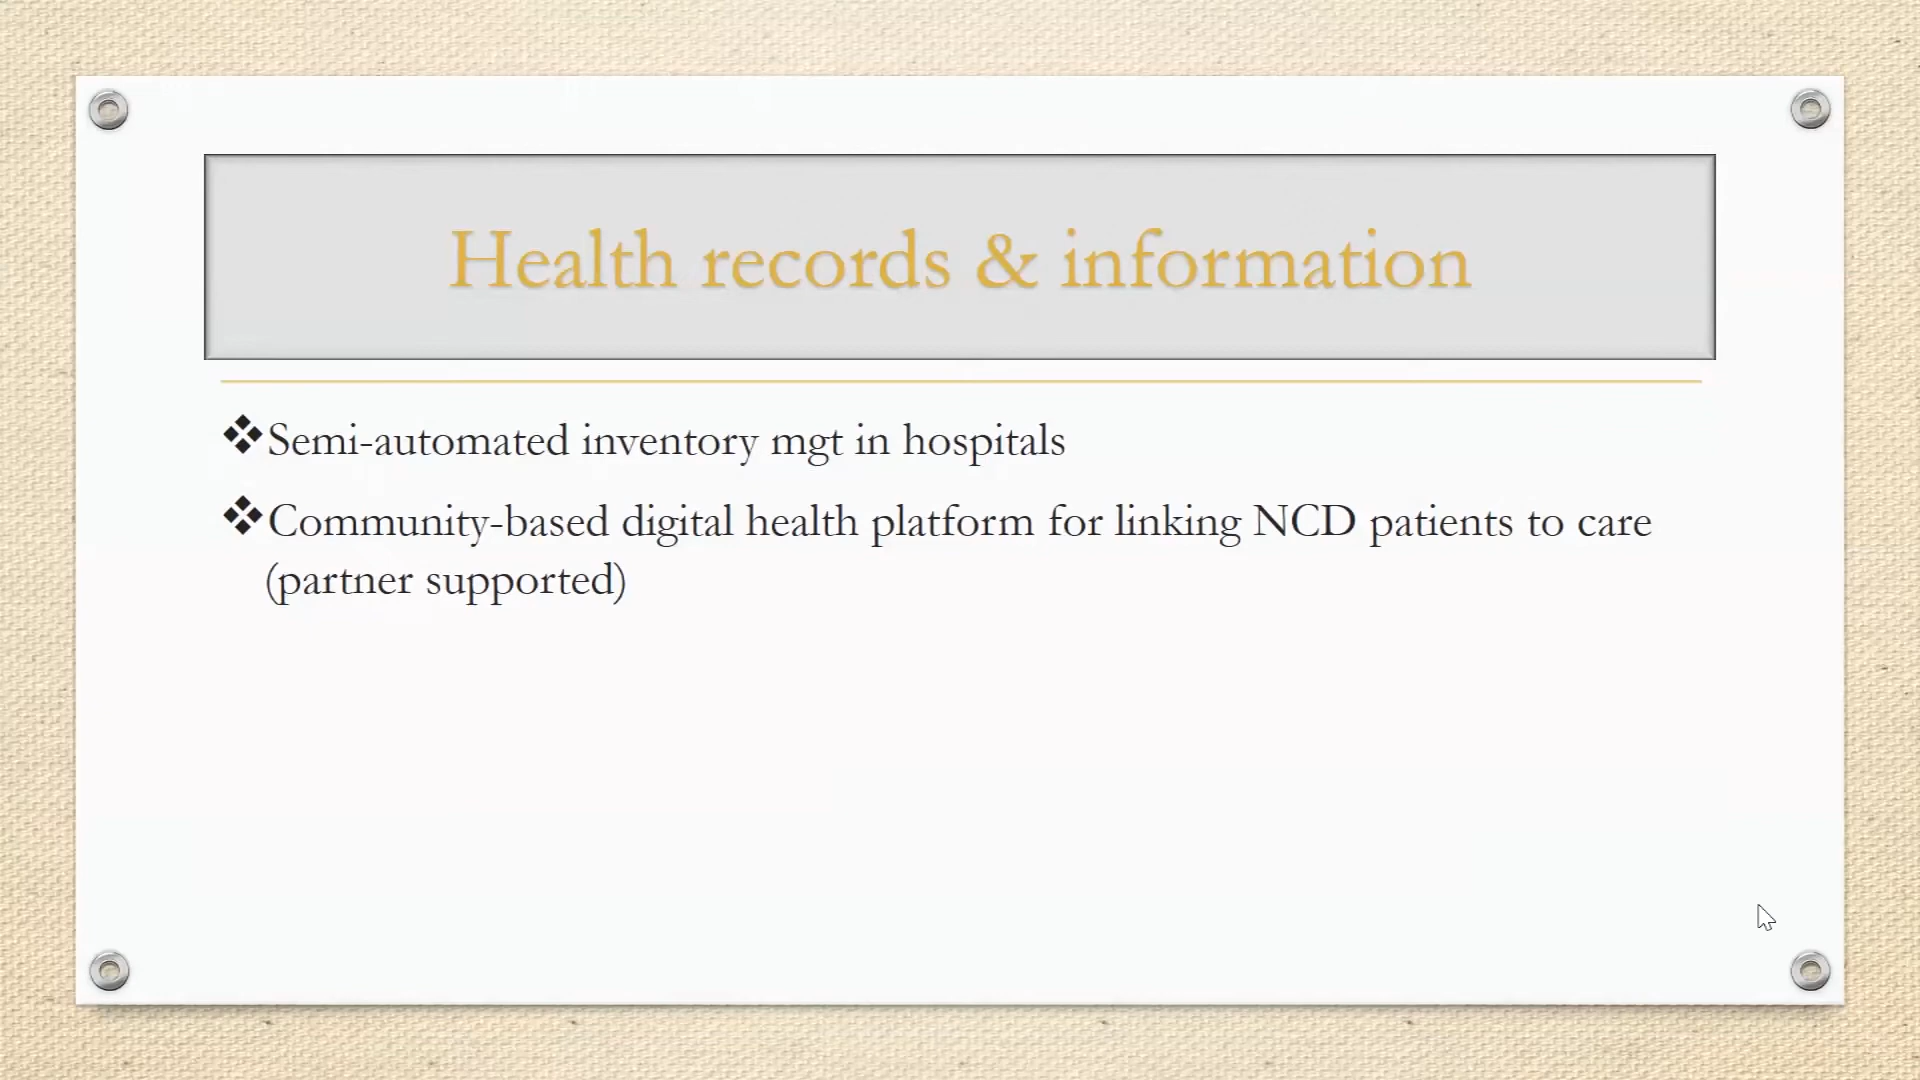 Health records & information
❖Semi-automated inventory mgt in hospitals
❖Community-based digital health platform for linking NCD patients to care
(partner supported)